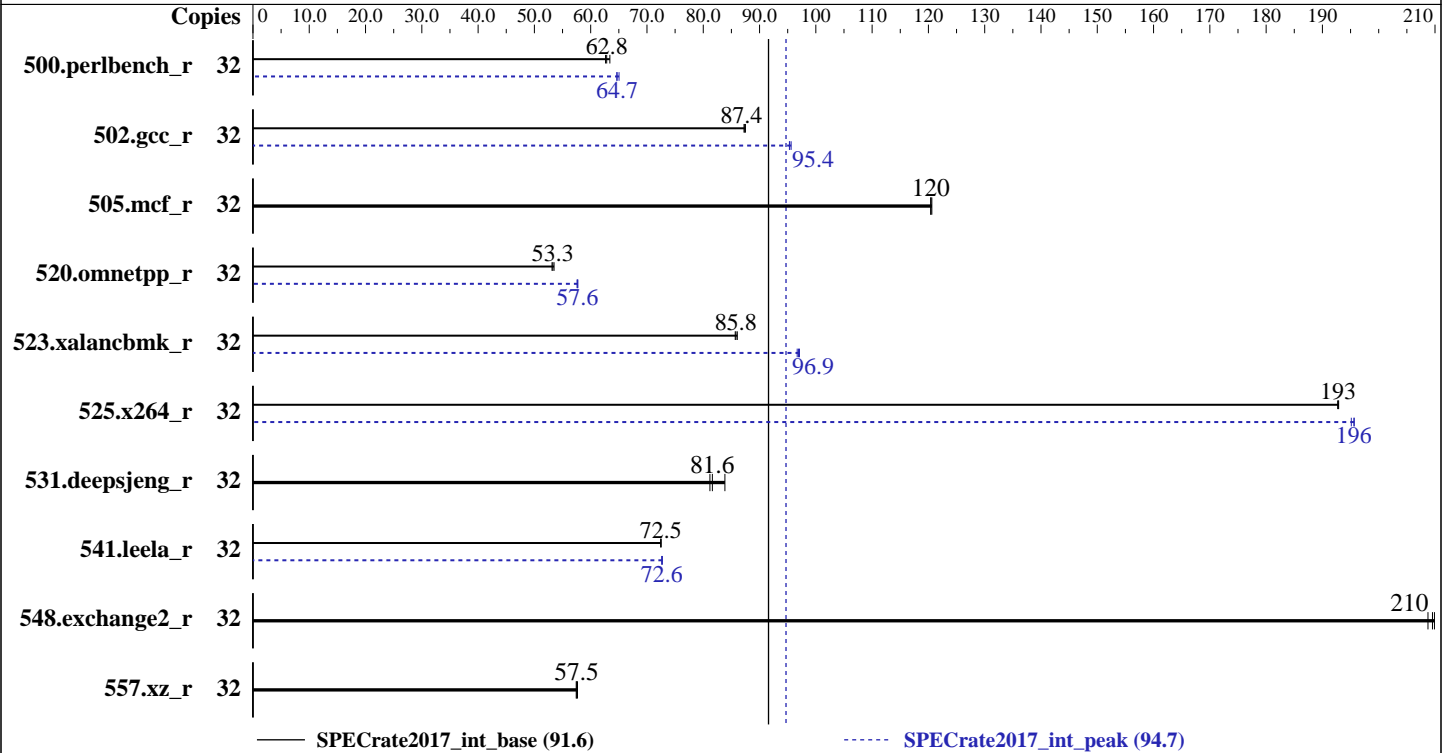 Copies 0 10.0 20.0 30.0 40.0 50.0 60.0 70.0 80.0 90.0 100 110 120 130 140 150 160 170 180 190 210
62.8
500.perlbench_r 32
64.7
87.4
502.gcc_r 32
95.4
120
505.mcf_r 32
53.3
520.omnetpp_r 32
57.6
85.8
523.xalancbmk_r 32
96.9
193
525.x264_r 32
196
81.6
531.deepsjeng_r 32
72.5
541.leela_r 32
72.6
210
548.exchange2_r 32
57.5
557.xz_r 32
SPECrate2017_int_base (91.6) SPECrate2017_int_peak (94.7)